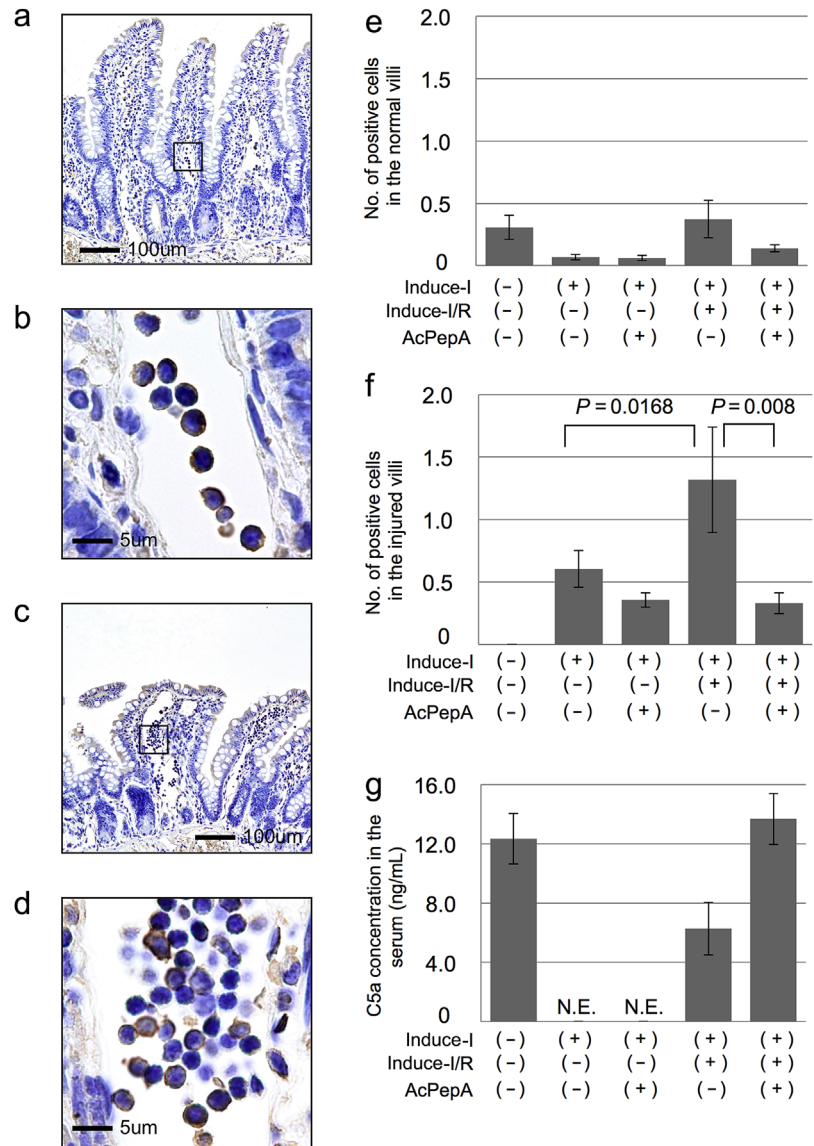 a
100um
b
5um
c
100um
d
5um
e
No. of positive cells
in the normal villi
2.0
1.5
1.0
0.5
0
Induce-I (−) (+) (+) (+) (+)
Induce-I/R (−) (−) (−) (+) (+)
AcPepA (−) (−) (+) (−) (+)
f
No. of positive cells
in the injured villi
2.0
1.5
1.0
0.5
0
P = 0.0168 P = 0.008
Induce-I (−) (+) (+) (+) (+)
Induce-I/R (−) (−) (−) (+) (+)
AcPepA (−) (−) (+) (−) (+)
g
C5a concentration in the
serum (ng/mL)
16.0
12.0
8.0
4.0
0
N.E. N.E.
Induce-I (−) (+) (+) (+) (+)
Induce-I/R (−) (−) (−) (+) (+)
AcPepA (−) (−) (+) (−) (+)